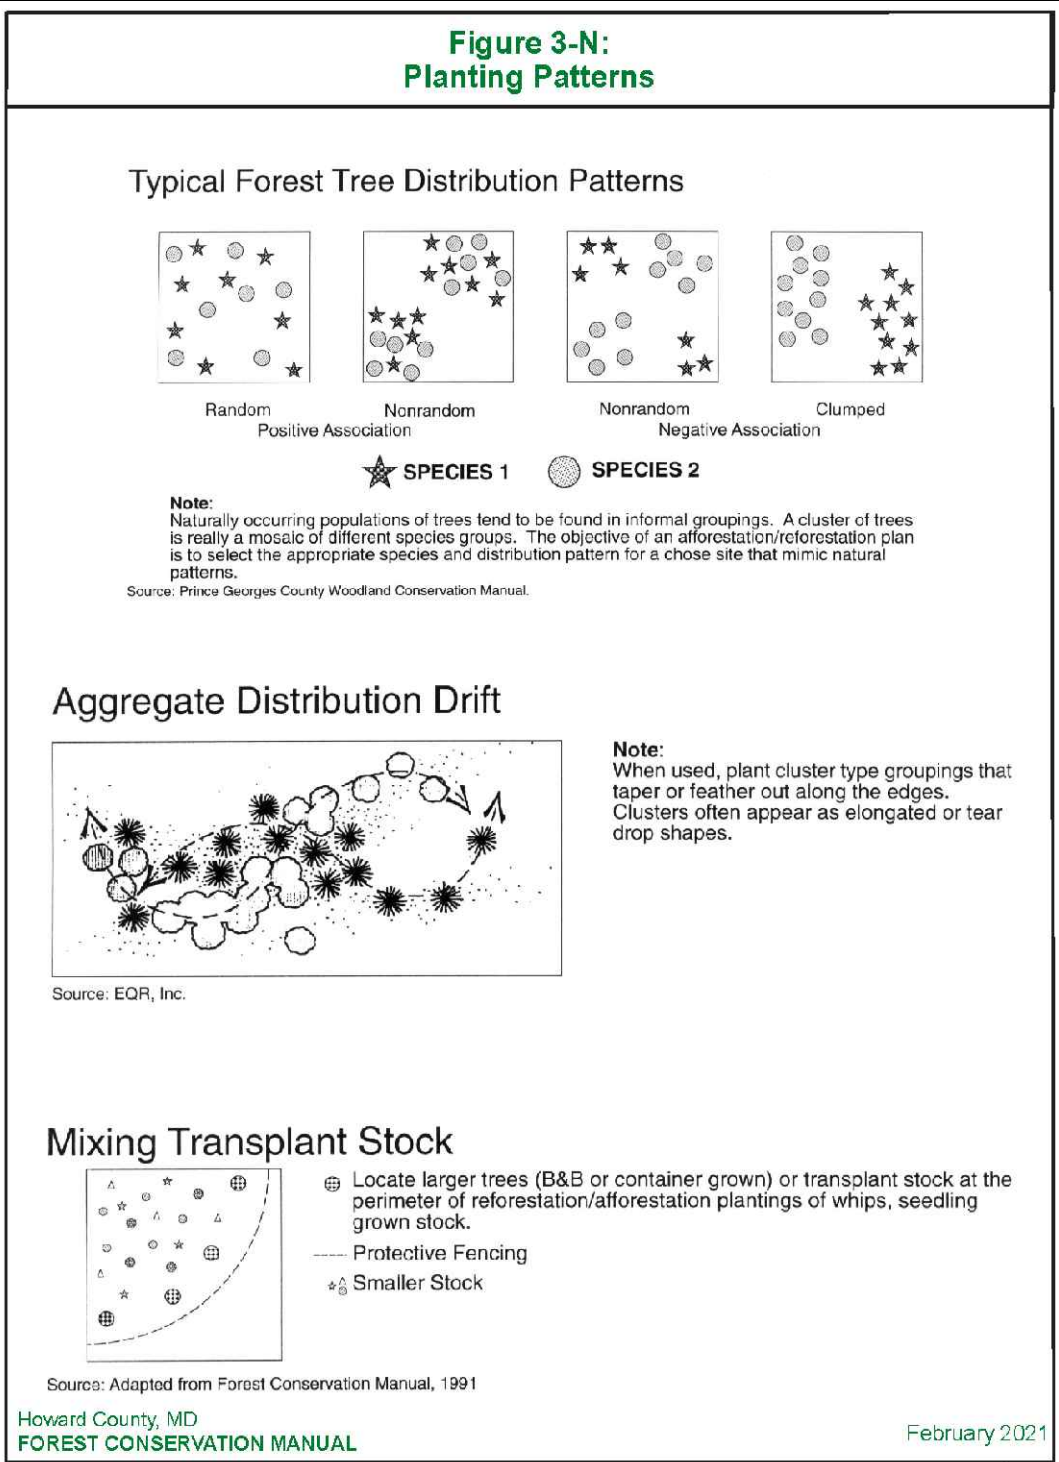 Figure 3-N:
Planting Patterns
Typical Forest Tree Distribution Patterns
Random
Nonrandom
Nonrandom
Clumped
Positive Association
Negative Association
SPECIES 1
SPECIES 2
Note:
Naturally occurring populations of trees tend to be found in informal groupings. A cluster of trees
is really a mosaic of different species groups. The objective of an afforestation/reforestation plan
is to select the appropriate species and distribution pattern for a chose site that mimic natural
patterns.
Source: Prince Georges County Woodland Conservation Manual.
Aggregate Distribution Drift
Note:
When used, plant cluster type groupings that
taper or feather out along the edges.
Clusters often appear as elongated or tear
drop shapes.
Source: EQR, Inc.
Mixing Transplant Stock
Locate larger trees (B&B or container grown) or transplant stock at the
perimeter of reforestation/afforestation plantings of whips, seedling
grown stock.
Protective Fencing
Smaller Stock
Source: Adapted from Forest Conservation Manual, 1991
Howard County, MD
FOREST CONSERVATION MANUAL
February 2021